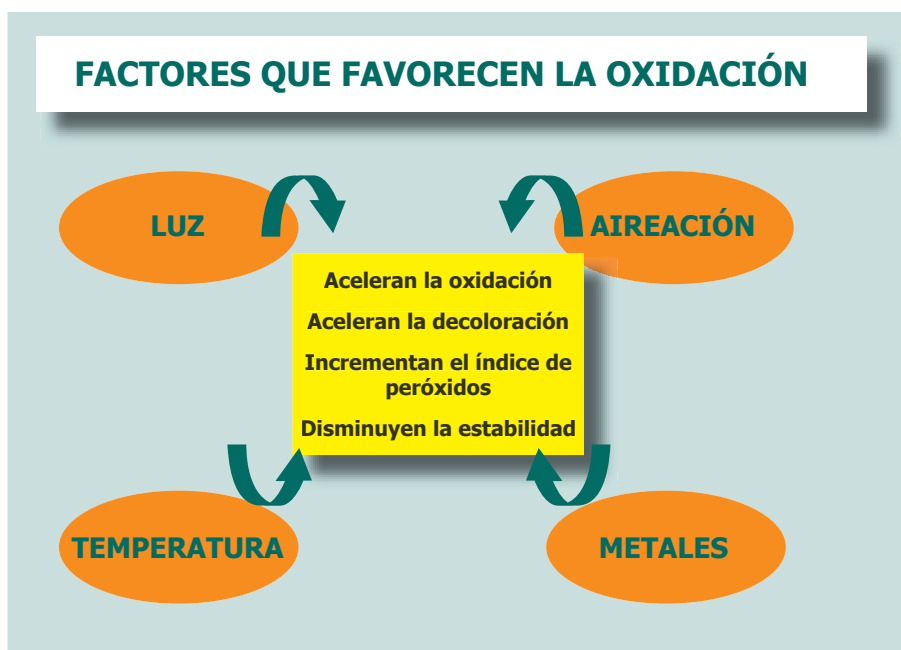 FACTORES QUE FAVORECEN LA OXIDACIÓN
LUZ
AIREACIÓN
Aceleran la oxidación
Aceleran la decoloración
Incrementan el índice de
peróxidos
Disminuyen la estabilidad
TEMPERATURA
METALES